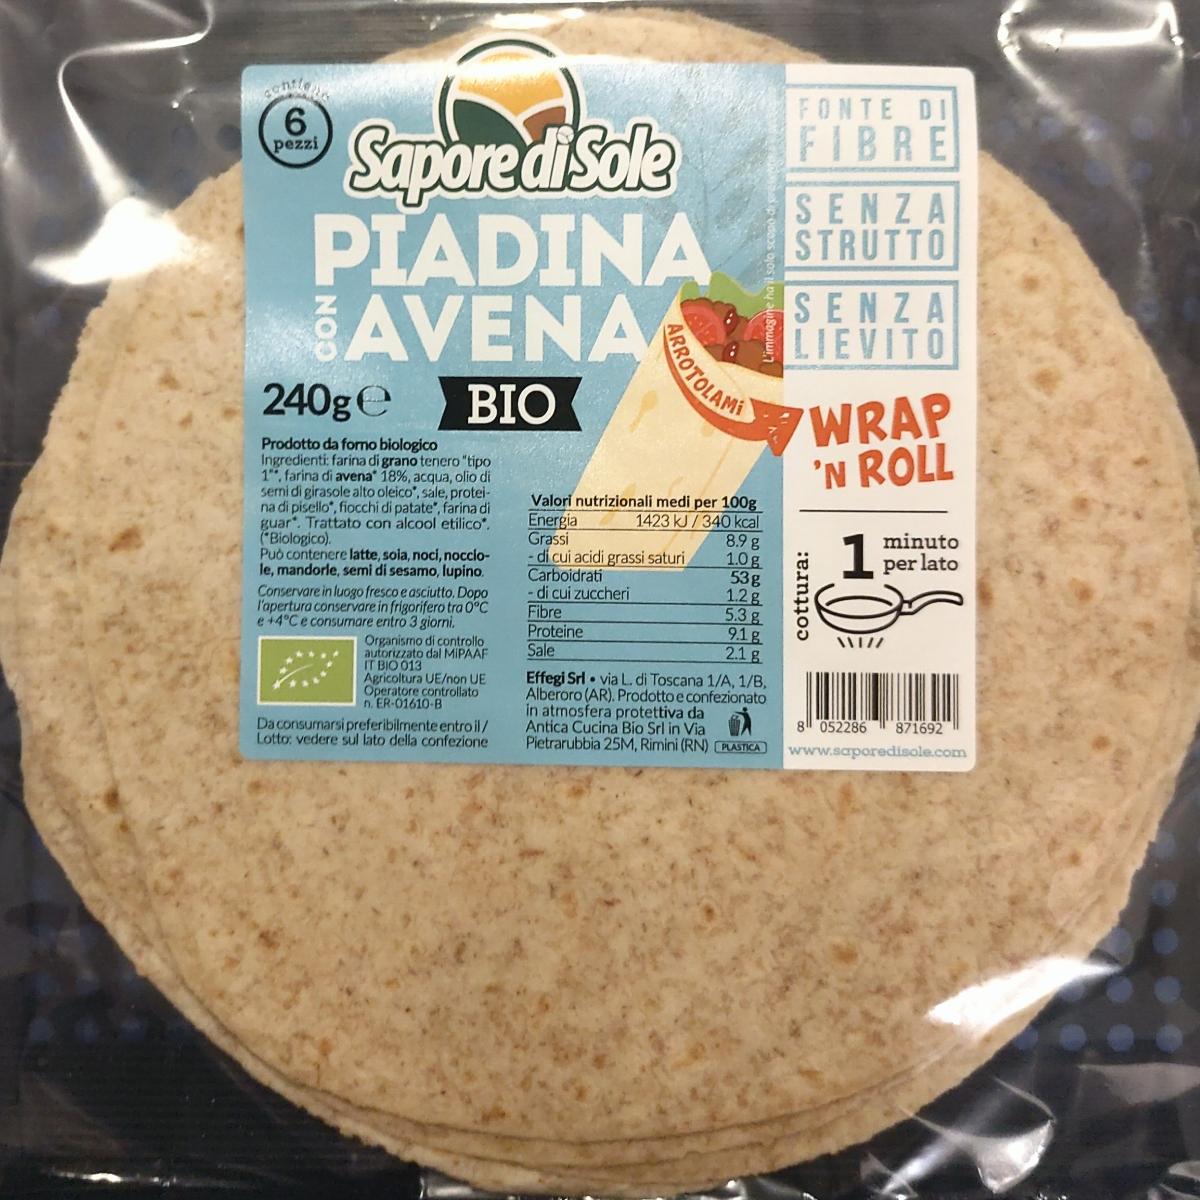 contiene
6
pezzi
Sapore di Sole
PIADINA
CON AVENA
240g ℮
BIO
Prodotto da forno biologico
Ingredienti: farina di grano tenero "tipo
1"*, farina di avena* 18%, acqua, olio di
semi di girasole alto oleico*, sale, protei-
na di pisello*, fiocchi di patate*, farina di
guar*. Trattato con alcool etilico*.
(*Biologico).
Può contenere latte, soia, noci, noccio-
le, mandorle, semi di sesamo, lupino.
Conservare in luogo fresco e asciutto. Dopo
l'apertura conservare in frigorifero tra 0°C
e +4°C e consumare entro 3 giorni.
Organismo di controllo
autorizzato dal MiPAAF
IT BIO 013
Agricoltura UE/non UE
Operatore controllato
n. ER-01610-B
Da consumarsi preferibilmente entro il /
Lotto: vedere sul lato della confezione
ARROTOLAMi
L'immagine ha il solo scopo di
Valori nutrizionali medi per 100g
Energia 1423 kJ / 340 kcal
Grassi 8.9 g
- di cui acidi grassi saturi 1.0 g
Carboidrati 53 g
- di cui zuccheri 1.2 g
Fibre 5.3 g
Proteine 9.1 g
Sale 2.1 g
Effegi Srl • via L. di Toscana 1/A, 1/B,
Alberoro (AR). Prodotto e confezionato
in atmosfera protettiva da
Antica Cucina Bio Srl in Via
Pietrarubbia 25M, Rimini (RN)
PLASTICA
FONTE DI
FIBRE
SENZA
STRUTTO
SENZA
LIEVITO
WRAP
'N ROLL
cottura:
1 minuto
per lato
8 052286 871692
www.saporedisole.com